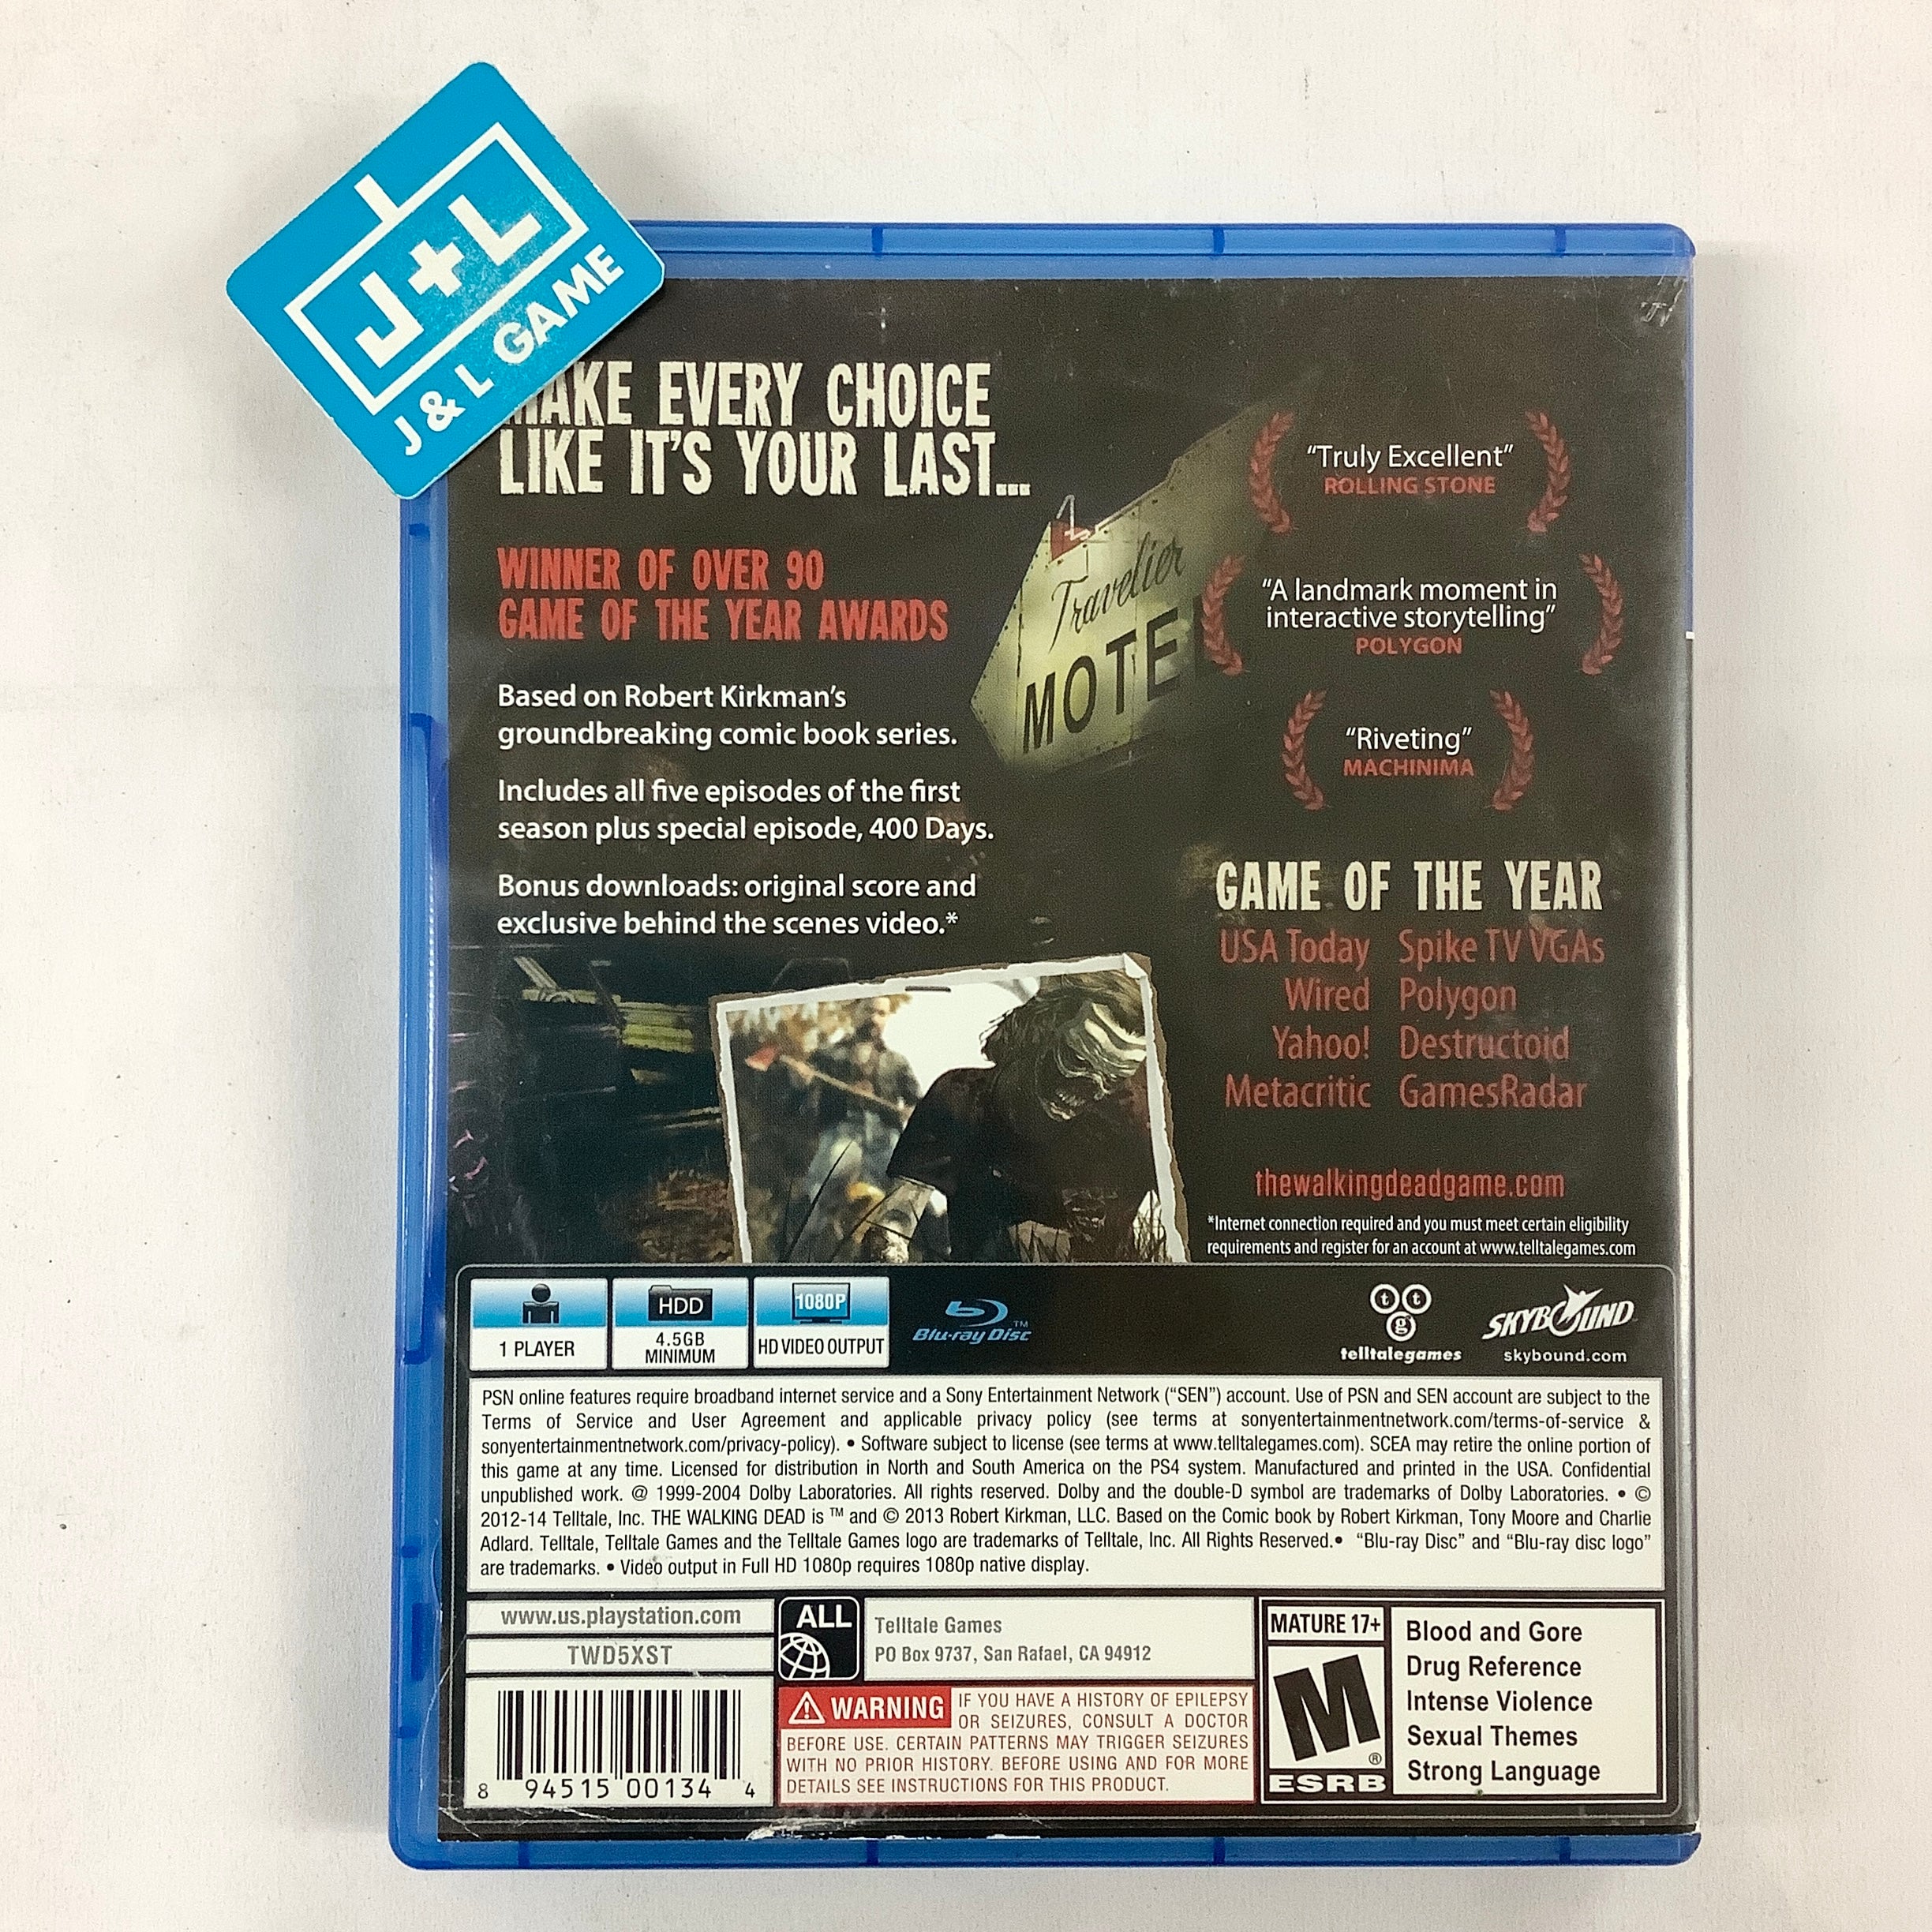 J+L
J & L GAME
MAKE EVERY CHOICE
LIKE IT'S YOUR LAST...
WINNER OF OVER 90
GAME OF THE YEAR AWARDS
Based on Robert Kirkman's
groundbreaking comic book series.
Includes all five episodes of the first
season plus special episode, 400 Days.
Bonus downloads: original score and
exclusive behind the scenes video.*
Travelier
MOTEL
"Truly Excellent"
ROLLING STONE
"A landmark moment in
interactive storytelling"
POLYGON
"Riveting"
MACHINIMA
GAME OF THE YEAR
USA Today Spike TV VGAs
Wired Polygon
Yahoo! Destructoid
Metacritic GamesRadar
thewalkingdeadgame.com
*Internet connection required and you must meet certain eligibility
requirements and register for an account at www.telltalegames.com
1 PLAYER
HDD
4.5GB
MINIMUM
1080P
HD VIDEO OUTPUT
Blu-ray Disc™
ttg
telltalegames
SKYBOUND
skybound.com
PSN online features require broadband internet service and a Sony Entertainment Network ("SEN") account. Use of PSN and SEN account are subject to the
Terms of Service and User Agreement and applicable privacy policy (see terms at sonyentertainmentnetwork.com/terms-of-service &
sonyentertainmentnetwork.com/privacy-policy). • Software subject to license (see terms at www.telltalegames.com). SCEA may retire the online portion of
this game at any time. Licensed for distribution in North and South America on the PS4 system. Manufactured and printed in the USA. Confidential
unpublished work. @ 1999-2004 Dolby Laboratories. All rights reserved. Dolby and the double-D symbol are trademarks of Dolby Laboratories. • ©
2012-14 Telltale, Inc. THE WALKING DEAD is ™ and © 2013 Robert Kirkman, LLC. Based on the Comic book by Robert Kirkman, Tony Moore and Charlie
Adlard. Telltale, Telltale Games and the Telltale Games logo are trademarks of Telltale, Inc. All Rights Reserved.• "Blu-ray Disc" and "Blu-ray disc logo"
are trademarks. • Video output in Full HD 1080p requires 1080p native display.
www.us.playstation.com
TWD5XST
8 94515 00134 4
ALL
Telltale Games
PO Box 9737, San Rafael, CA 94912
WARNING IF YOU HAVE A HISTORY OF EPILEPSY
OR SEIZURES, CONSULT A DOCTOR
BEFORE USE. CERTAIN PATTERNS MAY TRIGGER SEIZURES
WITH NO PRIOR HISTORY. BEFORE USING AND FOR MORE
DETAILS SEE INSTRUCTIONS FOR THIS PRODUCT.
MATURE 17+
M®
ESRB
Blood and Gore
Drug Reference
Intense Violence
Sexual Themes
Strong Language